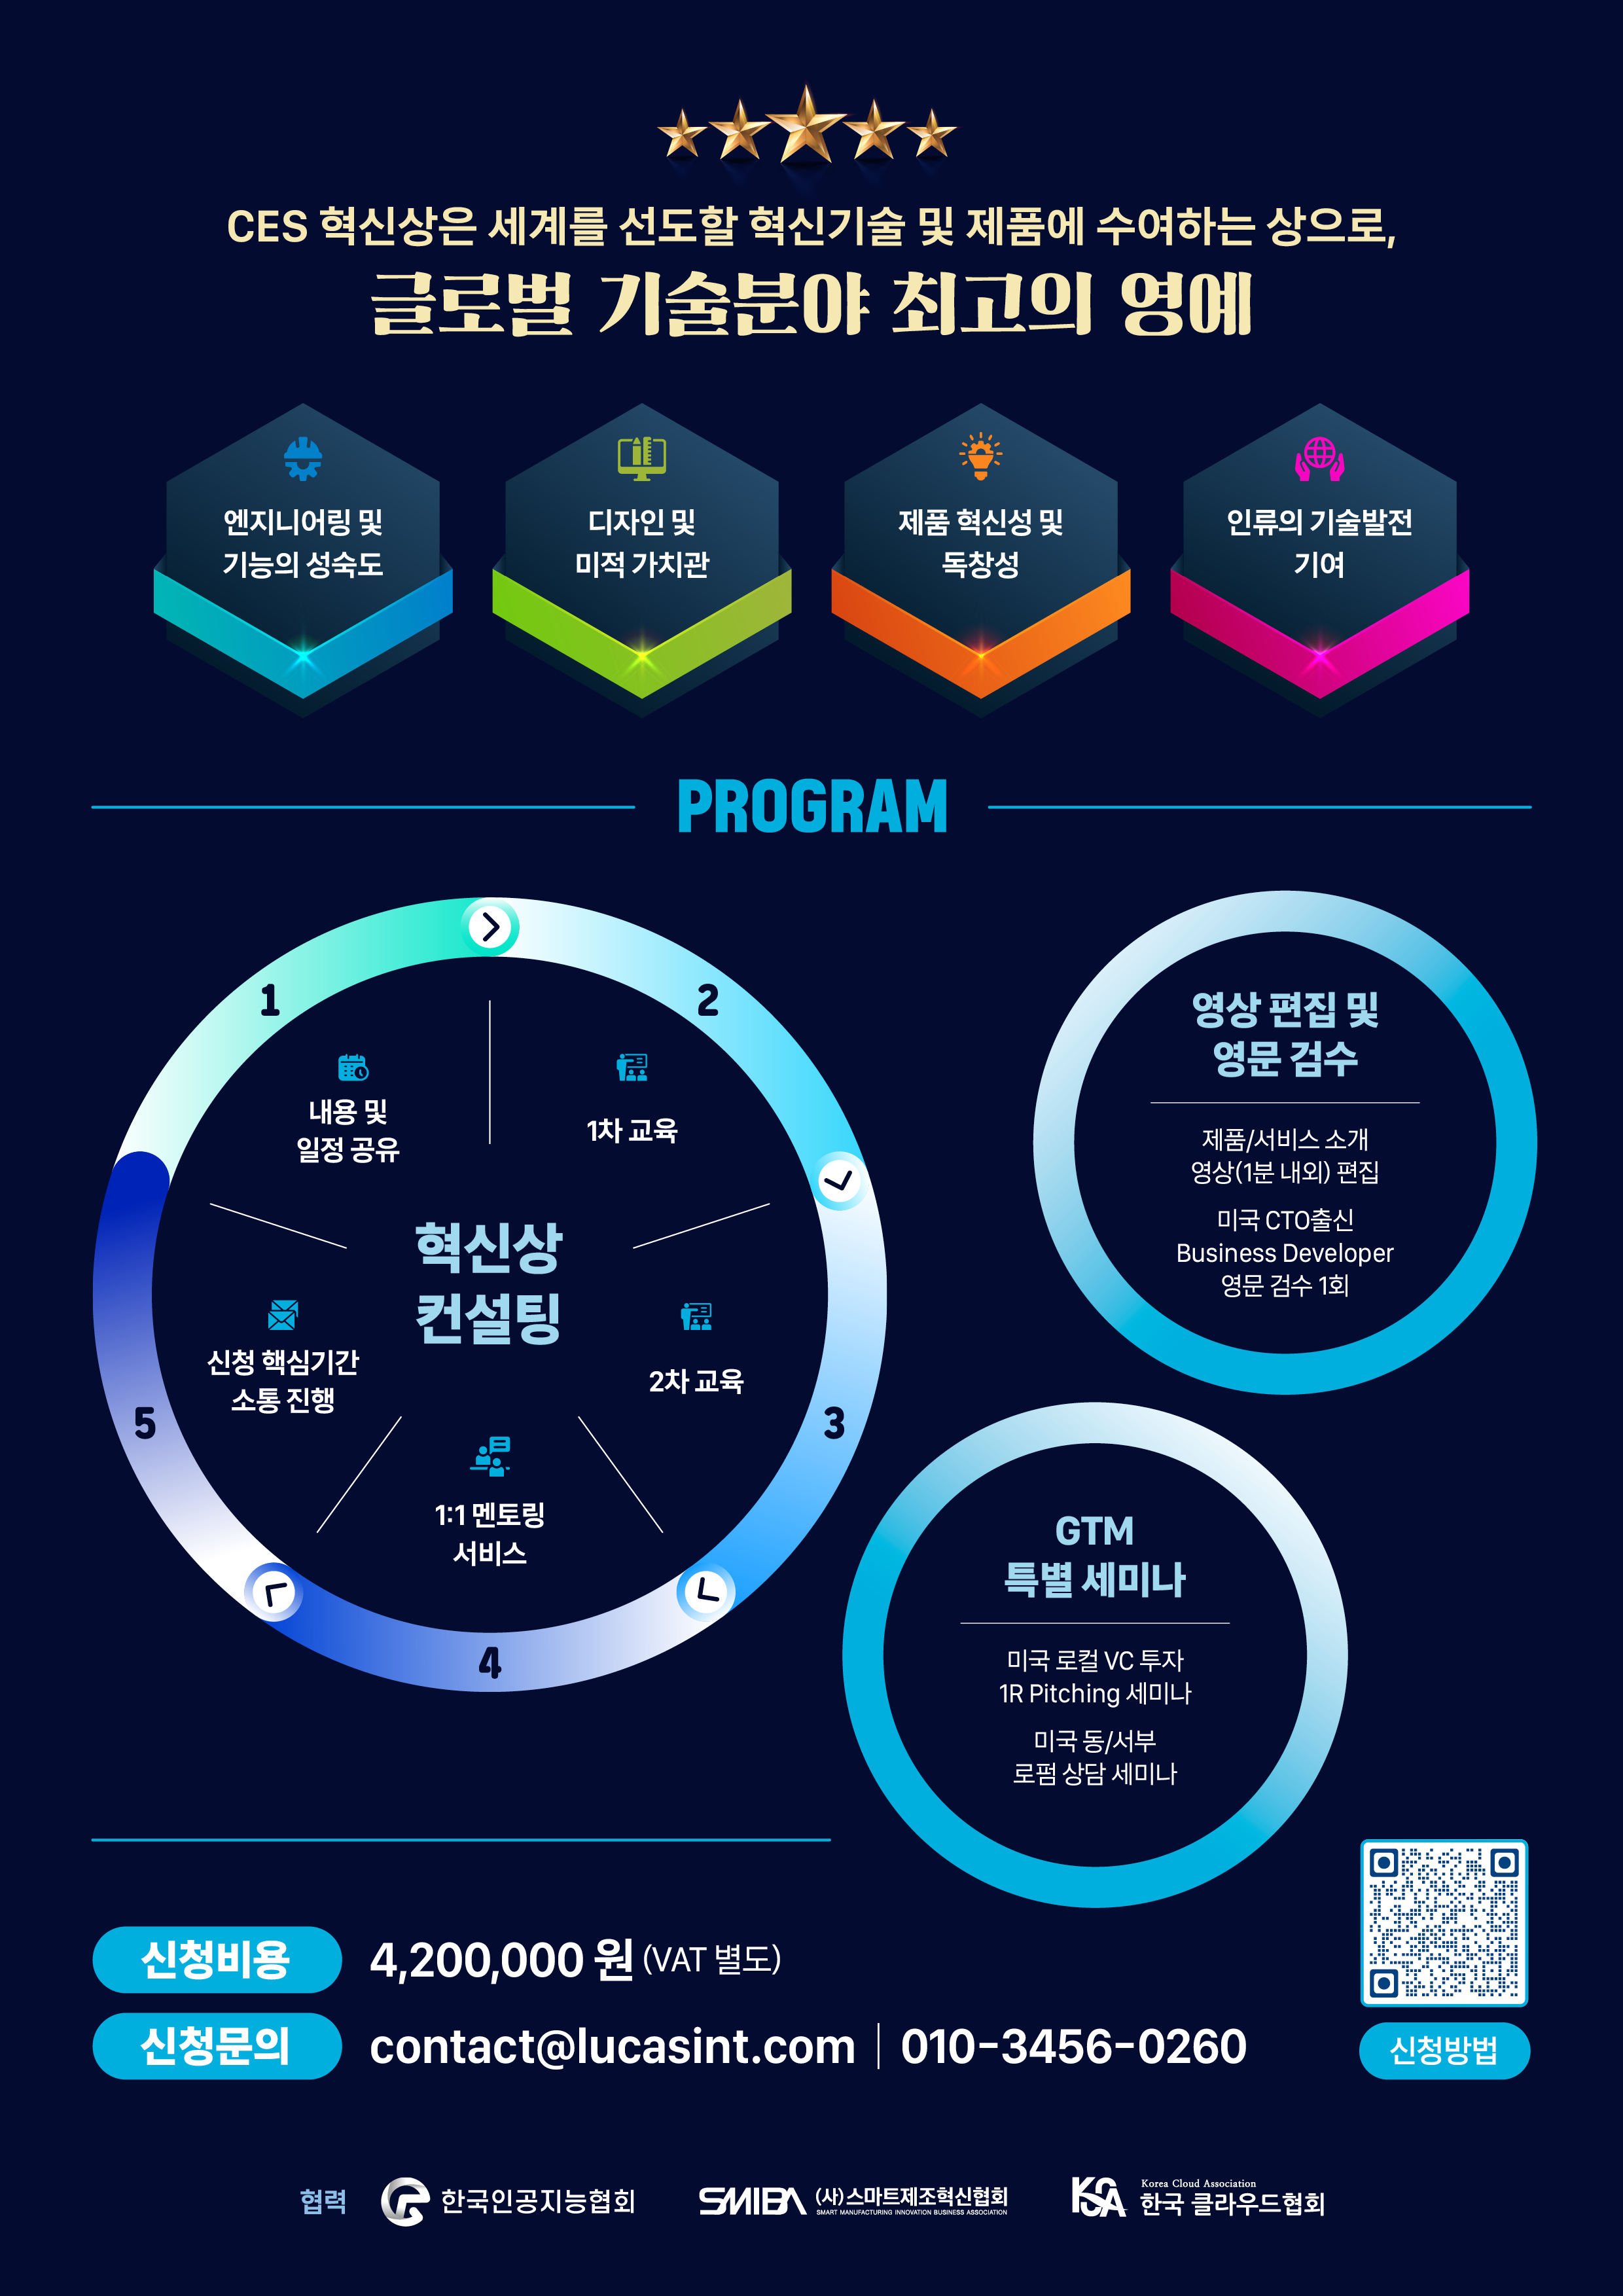 CES 혁신상은 세계를 선도할 혁신기술 및 제품에 수여하는 상으로,
글로벌 기술분야 최고의 영예
엔지니어링 및
기능의 성숙도
디자인 및
미적 가치관
제품 혁신성 및
독창성
인류의 기술발전
기여
PROGRAM
혁신상
컨설팅
1
내용 및
일정 공유
2
1차 교육
3
2차 교육
4
1:1 멘토링
서비스
5
신청 핵심기간
소통 진행
영상 편집 및
영문 검수
제품/서비스 소개
영상(1분 내외) 편집
미국 CTO출신
Business Developer
영문 검수 1회
GTM
특별 세미나
미국 로컬 VC 투자
1R Pitching 세미나
미국 동/서부
로펌 상담 세미나
신청비용
4,200,000 원 (VAT 별도)
신청문의
contact@lucasint.com | 010-3456-0260
신청방법
협력
한국인공지능협회
SMIBA
(사)스마트제조혁신협회
SMART MANUFACTURING INNOVATION BUSINESS ASSOCIATION
KCSA
Korea Cloud Association
한국 클라우드협회